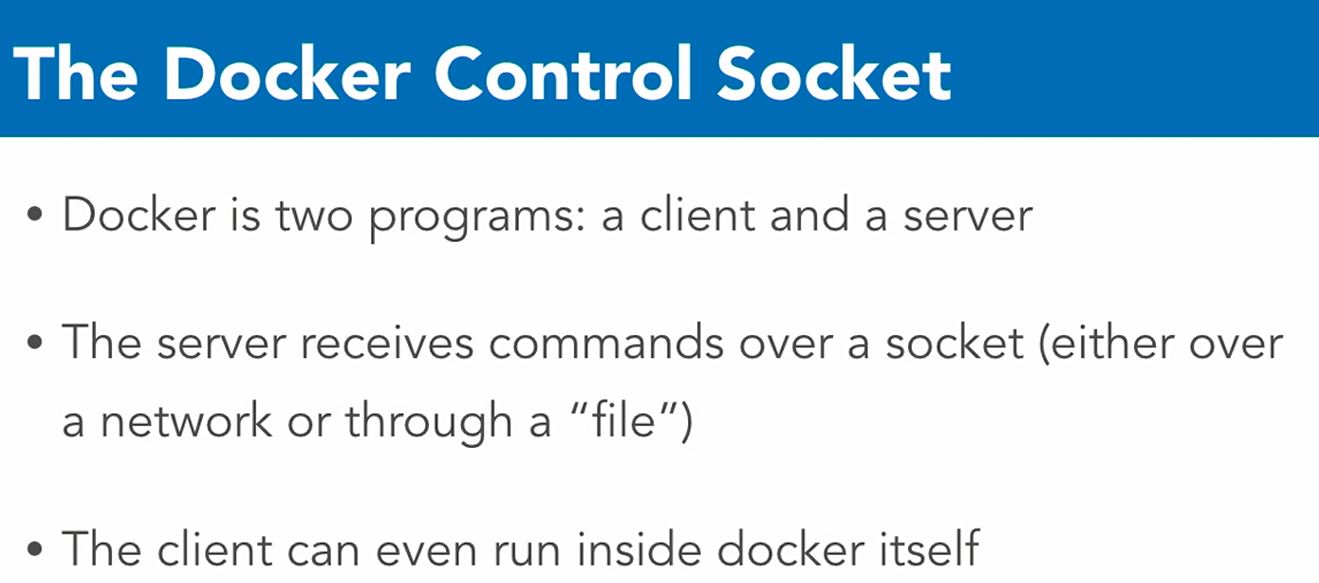 The Docker Control Socket
• Docker is two programs: a client and a server
• The server receives commands over a socket (either over
a network or through a “file”)
• The client can even run inside docker itself